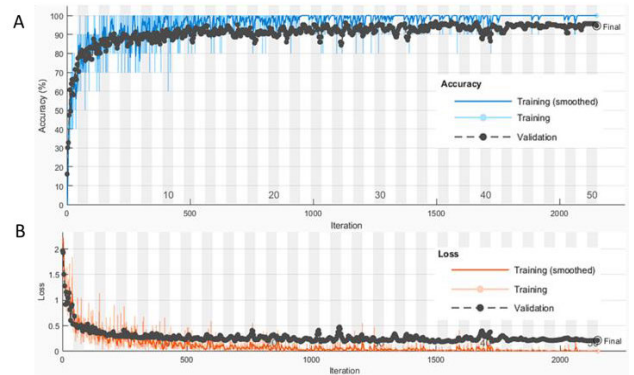 A
100
90
80
70
60
50
40
30
20
10
0
Accuracy (%)
Final
Accuracy
Training (smoothed)
Training
Validation
10 20 30 40 50
0 500 1000 1500 2000
Iteration
B
2
1.5
1
0.5
0
Loss
Loss
Training (smoothed)
Training
Validation
Final
0 500 1000 1500 2000
Iteration